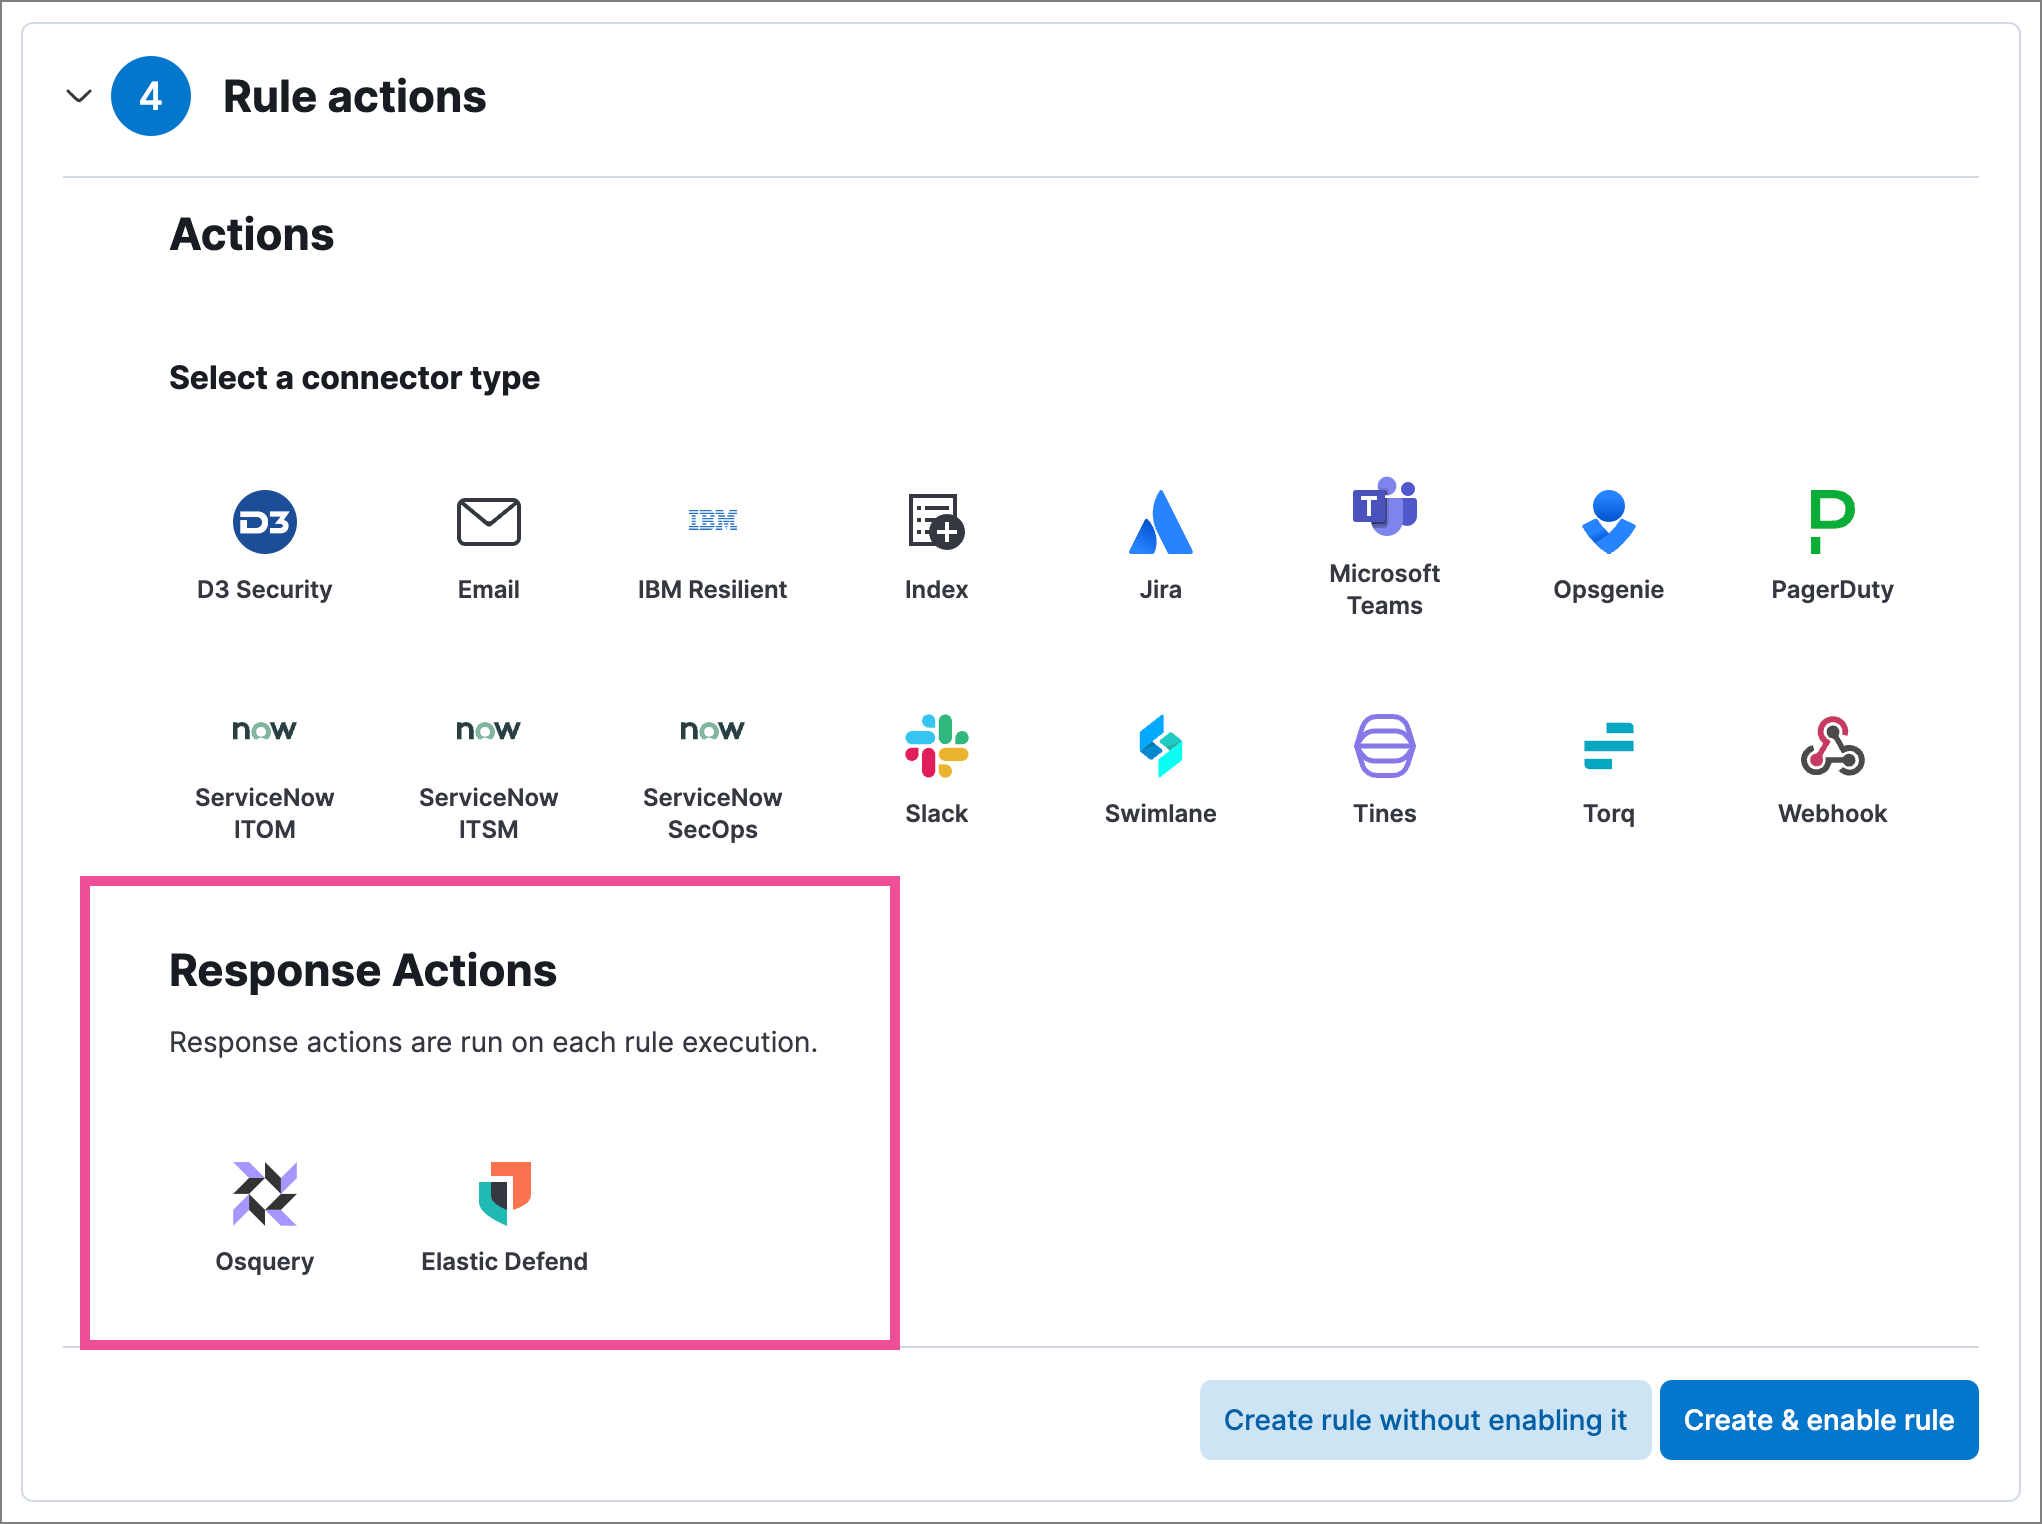 4 Rule actions
Actions
Select a connector type
D3
IBM
T
D3 Security
Email
IBM Resilient
Index
Jira
Microsoft
Teams
Opsgenie
PagerDuty
now
now
now
ServiceNow
ITOM
ServiceNow
ITSM
ServiceNow
SecOps
Slack
Swimlane
Tines
Torq
Webhook
Response Actions
Response actions are run on each rule execution.
Osquery
Elastic Defend
Create rule without enabling it
Create & enable rule